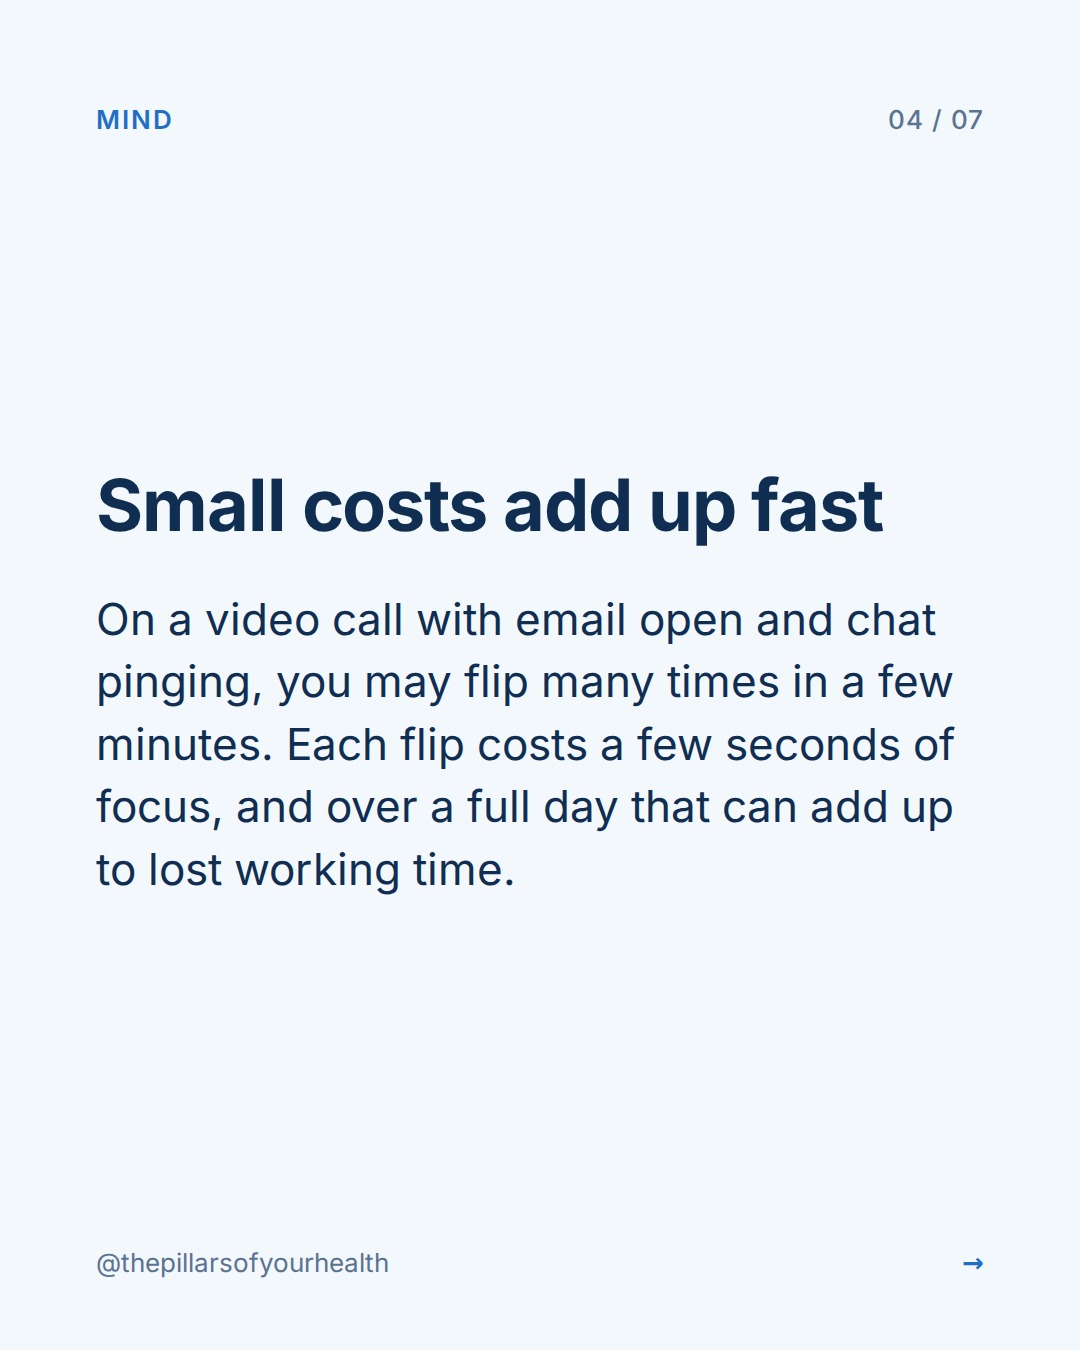 MIND
04 / 07
Small costs add up fast
On a video call with email open and chat
pinging, you may flip many times in a few
minutes. Each flip costs a few seconds of
focus, and over a full day that can add up
to lost working time.
@thepillarsofyourhealth
→